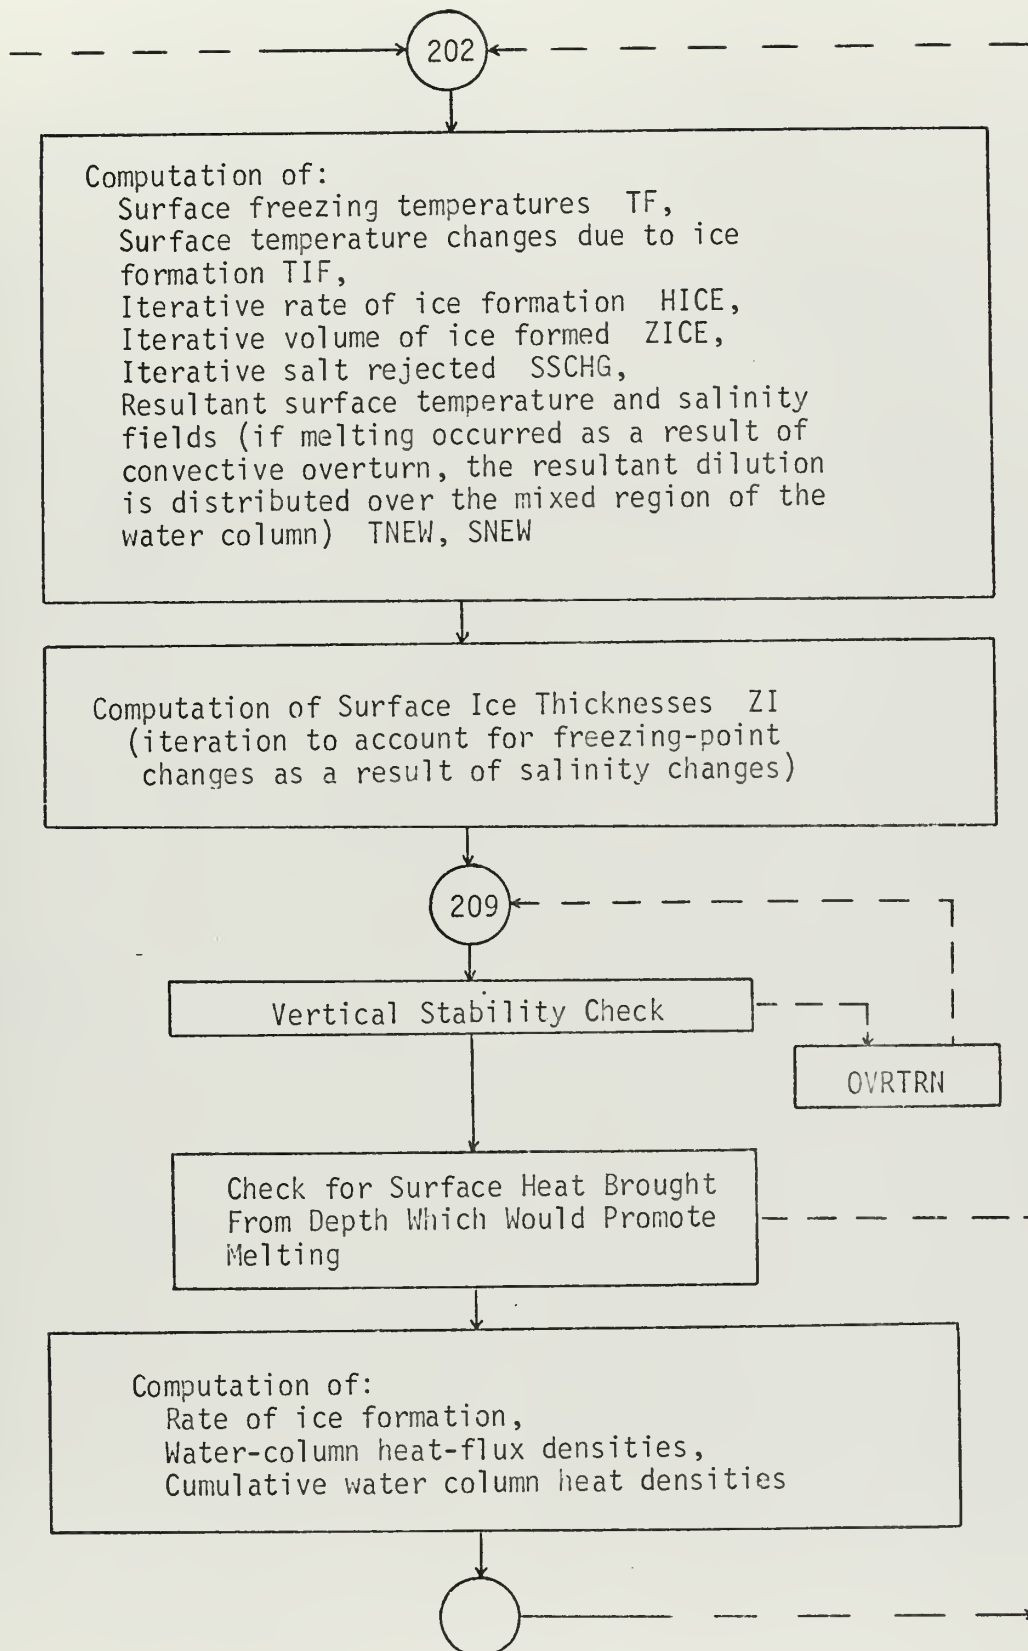 202
Computation of:
Surface freezing temperatures TF,
Surface temperature changes due to ice
formation TIF,
Iterative rate of ice formation HICE,
Iterative volume of ice formed ZICE,
Iterative salt rejected SSCHG,
Resultant surface temperature and salinity
fields (if melting occurred as a result of
convective overturn, the resultant dilution
is distributed over the mixed region of the
water column) TNEW, SNEW
Computation of Surface Ice Thicknesses ZI
(iteration to account for freezing-point
changes as a result of salinity changes)
209
Vertical Stability Check
OVRTRN
Check for Surface Heat Brought
From Depth Which Would Promote
Melting
Computation of:
Rate of ice formation,
Water-column heat-flux densities,
Cumulative water column heat densities